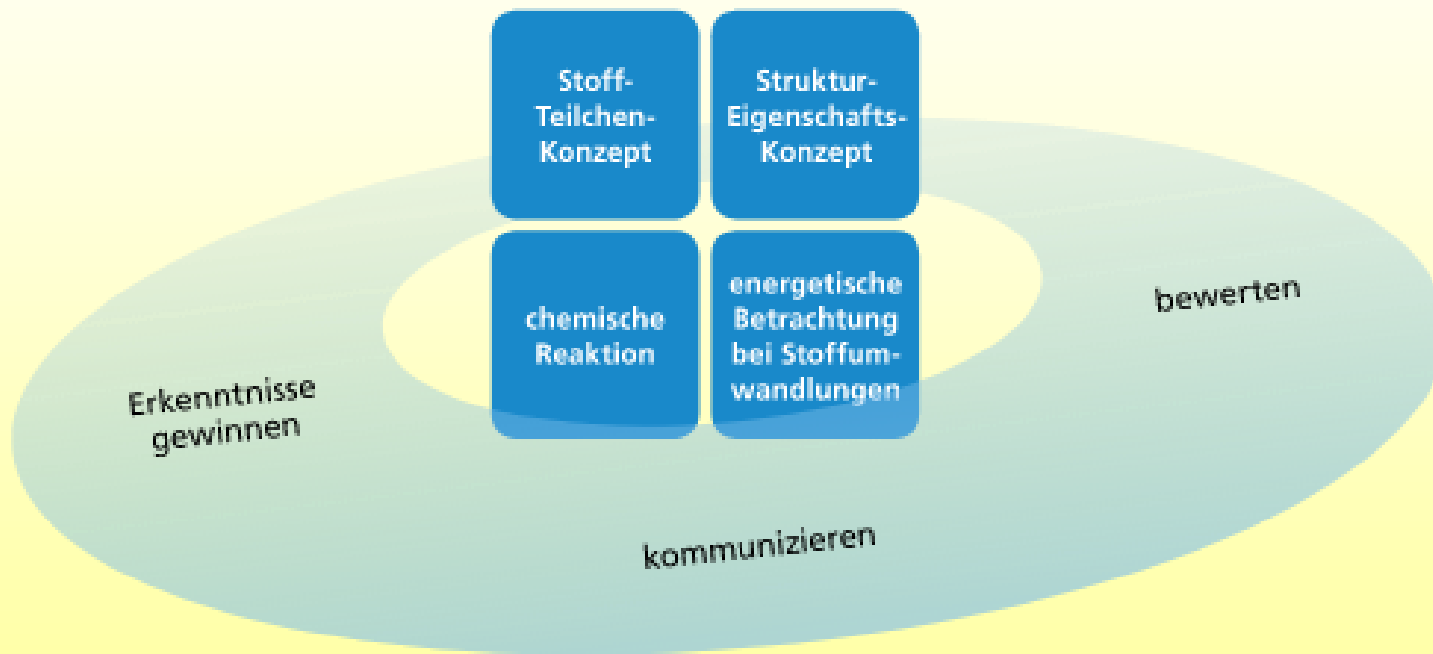 Stoff-
Teilchen-
Konzept
Struktur-
Eigenschafts-
Konzept
chemische
Reaktion
energetische
Betrachtung
bei Stoffum-
wandlungen
bewerten
Erkenntnisse
gewinnen
kommunizieren